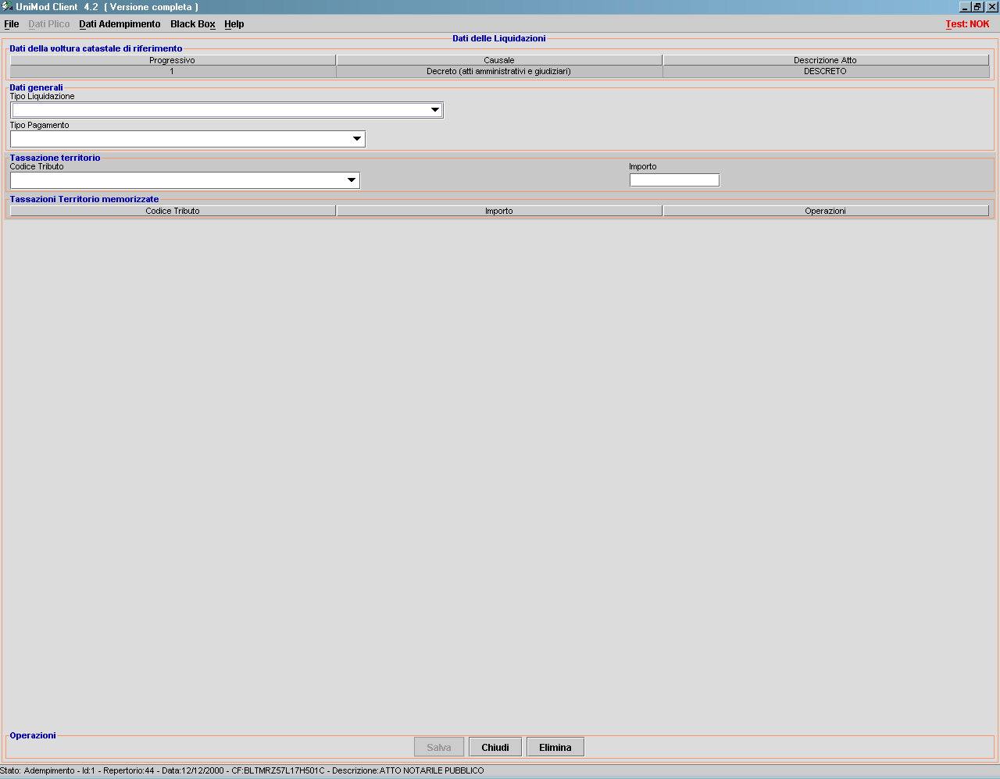 UniMod Client 4.2 ( Versione completa )
File Dati Plico Dati Adempimento Black Box Help Test: NOK
Dati delle Liquidazioni
Dati della voltura catastale di riferimento
Progressivo Causale Descrizione Atto
1 Decreto (atti amministrativi e giudiziari) DESCRETO
Dati generali
Tipo Liquidazione
Tipo Pagamento
Tassazione territorio
Codice Tributo Importo
Tassazioni Territorio memorizzate
Codice Tributo Importo Operazioni
Operazioni
Salva Chiudi Elimina
Stato: Adempimento - Id:1 - Repertorio:44 - Data:12/12/2000 - CF:BLTMRZ57L17H501C - Descrizione:ATTO NOTARILE PUBBLICO